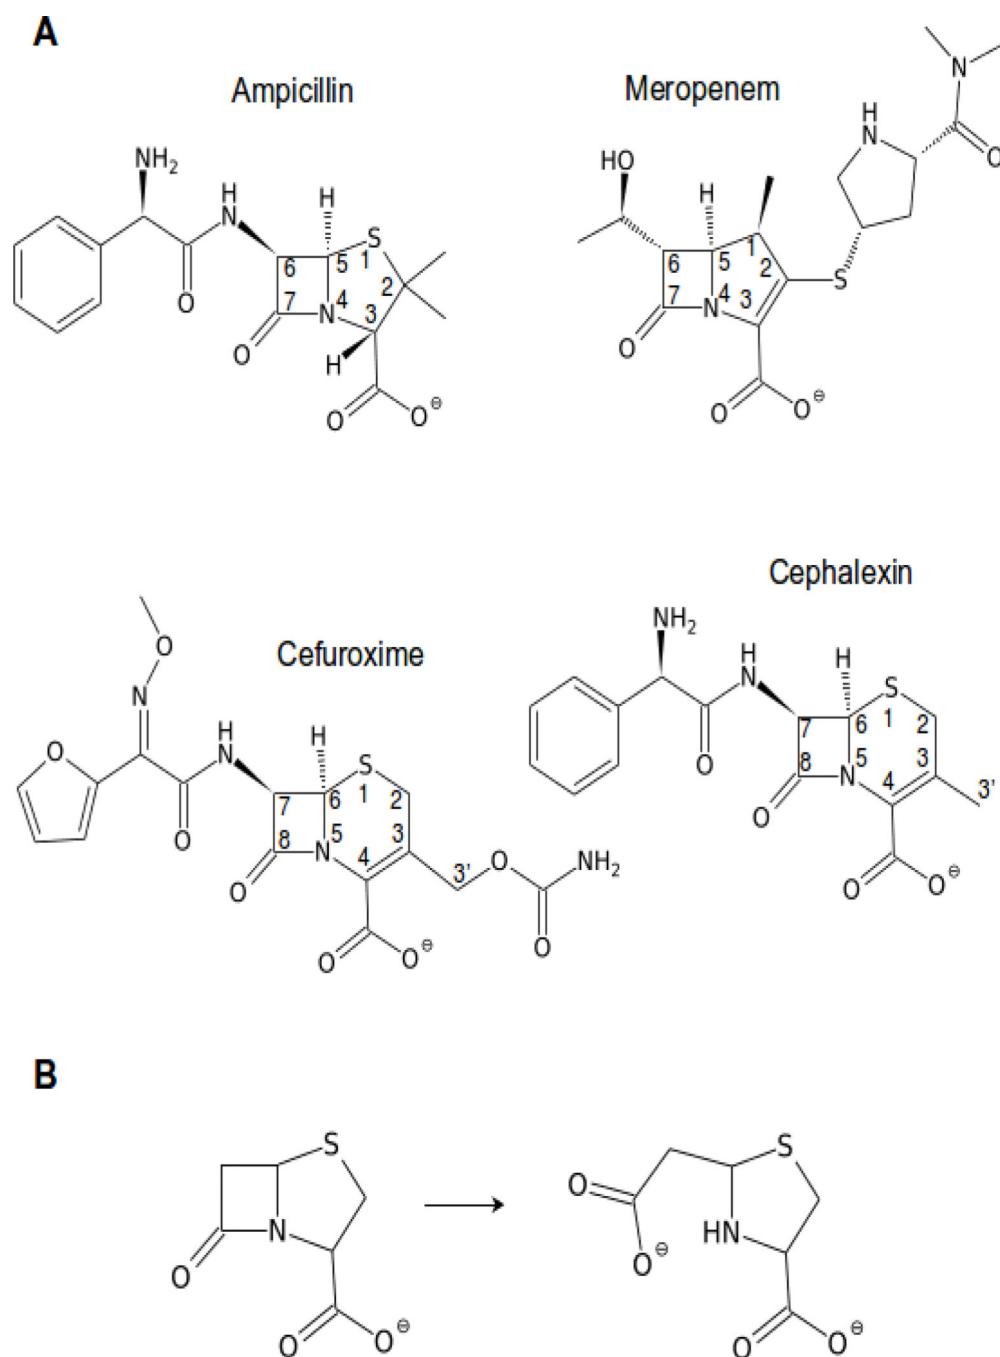 A
Ampicillin
NH2
H
N
H
S
1
6
5
2
7
N
4
3
O
O
H
O
O⊖
Meropenem
N
H
N
O
HO
H
1
6
5
2
S
7
N
4
3
O
O
O⊖
Cefuroxime
O
N
O
H
N
H
S
1
2
7
6
8
N
5
4
3
O
O
3'
O
NH2
O
O
O⊖
Cephalexin
NH2
H
N
H
S
1
2
7
6
8
N
5
4
3
3'
O
O
O
O⊖
B
S
N
O
O
O⊖
S
O
HN
O⊖
O
O⊖